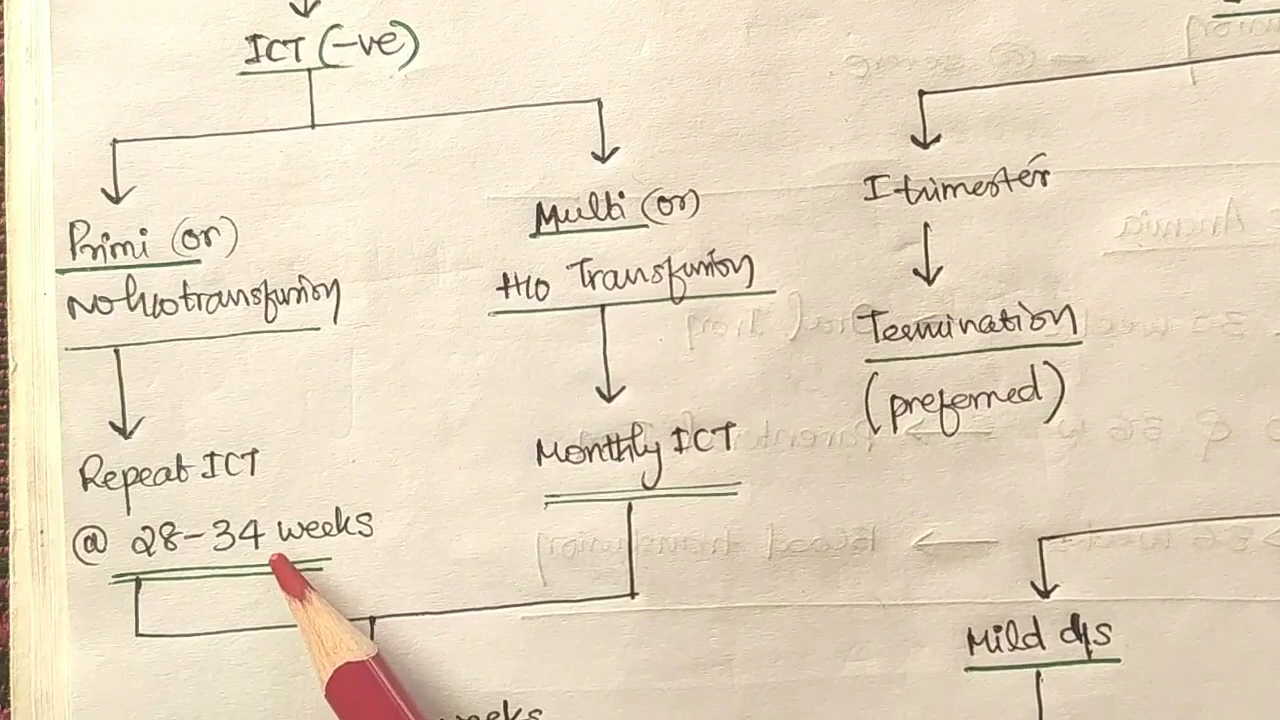 ICT (-ve)
Primi (or)
No h/o transfusion
Repeat ICT
@ 28-34 weeks
Multi (or)
H/O Transfusion
Monthly ICT
weeks
I trimester
Termination
(preferred)
Mild d/s